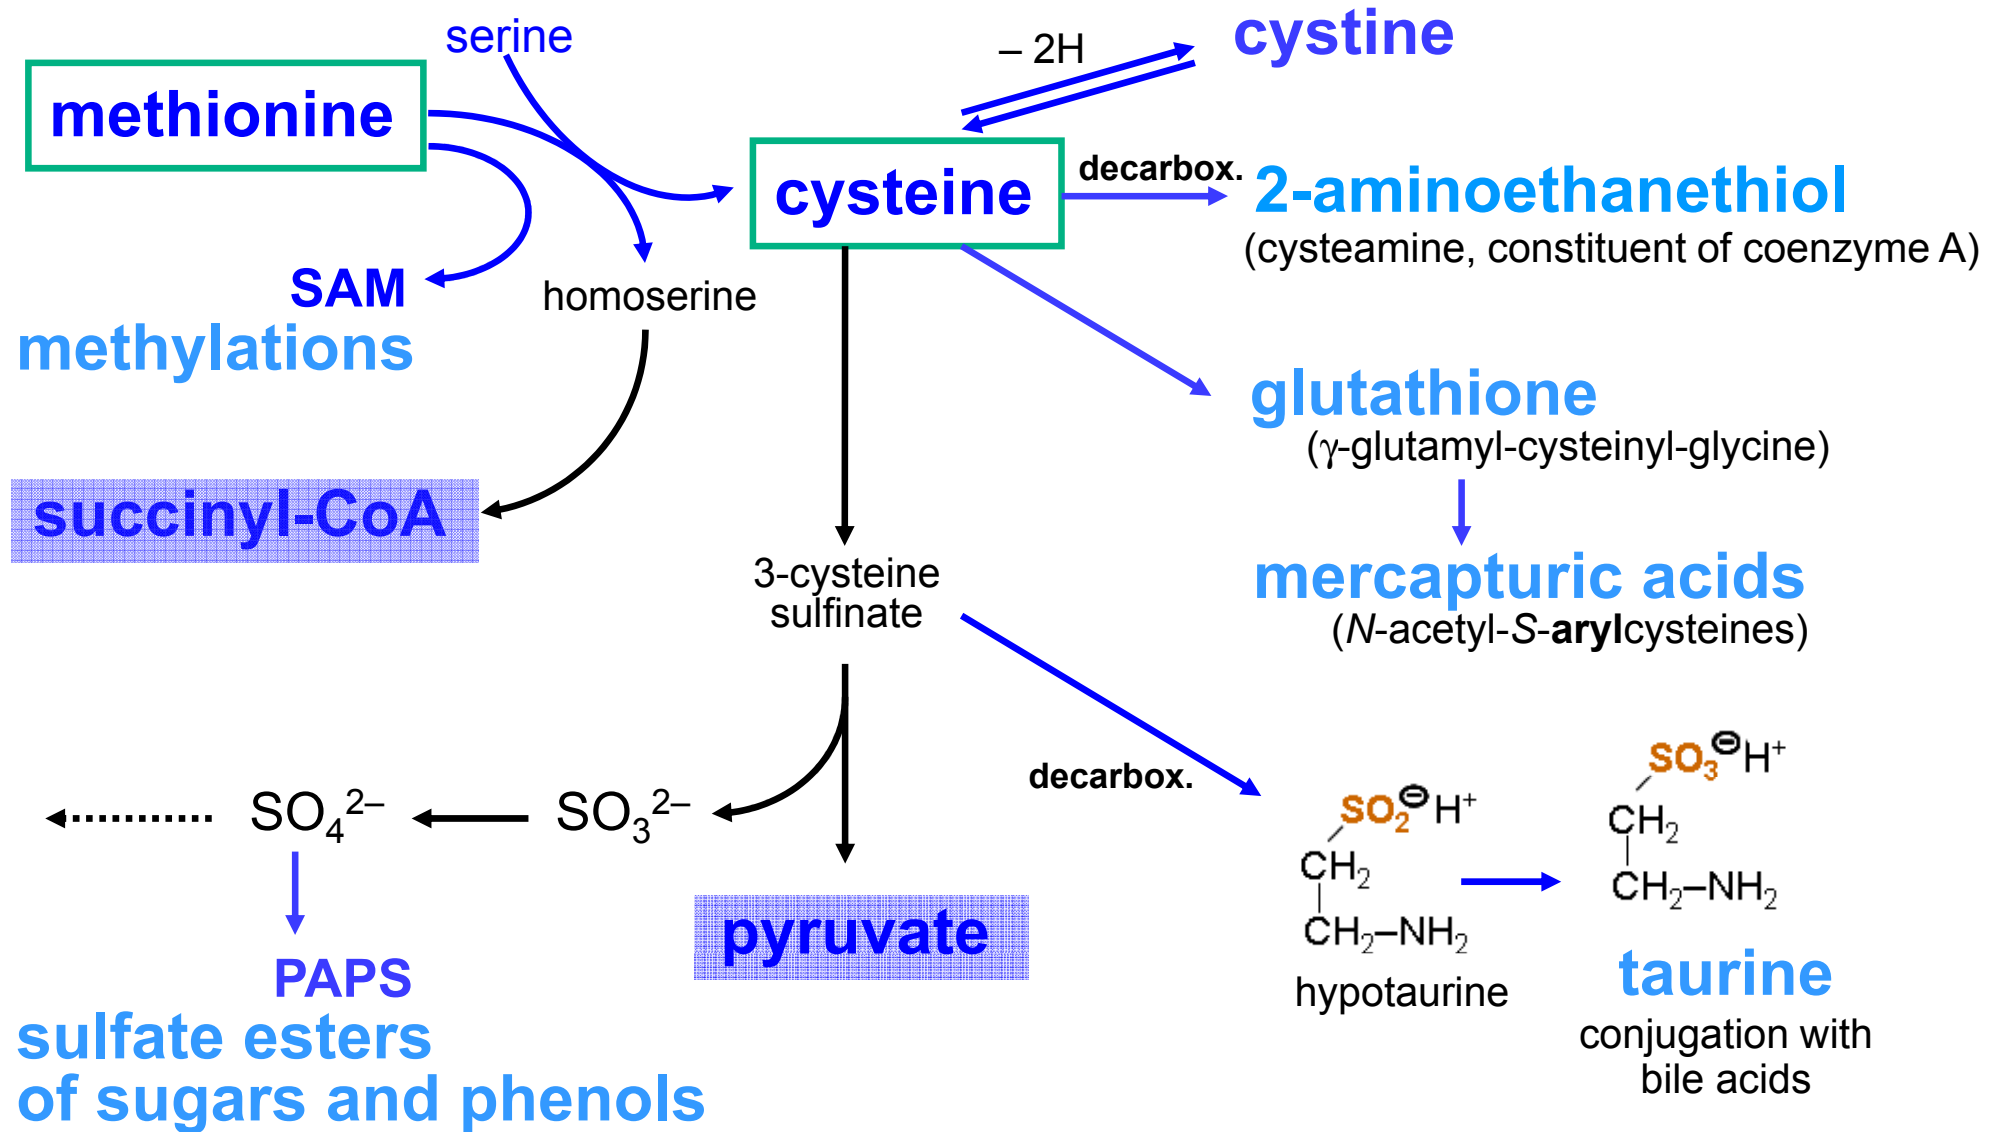 serine
– 2H
cystine
methionine
cysteine
decarbox.
2-aminoethanethiol
(cysteamine, constituent of coenzyme A)
SAM
methylations
homoserine
glutathione
(γ-glutamyl-cysteinyl-glycine)
succinyl-CoA
3-cysteine
sulfinate
mercapturic acids
(N-acetyl-S-arylcysteines)
decarbox.
SO₄²⁻
SO₃²⁻
SO₂⊖H⁺
CH₂
CH₂–NH₂
hypotaurine
SO₃⊖H⁺
CH₂
CH₂–NH₂
taurine
conjugation with
bile acids
pyruvate
PAPS
sulfate esters
of sugars and phenols